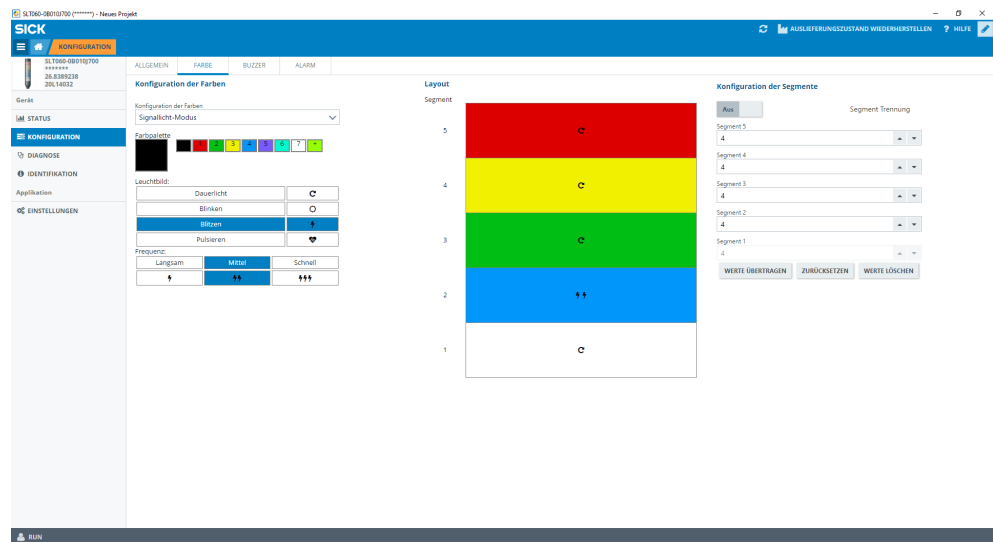 SLT060-0B010J700 (*******) - Neues Projekt
SICK
AUSLIEFERUNGSZUSTAND WIEDERHERSTELLEN
? HILFE
KONFIGURATION
SLT060-0B010J700
*******
26.8389238
20L14032
Gerät
STATUS
KONFIGURATION
DIAGNOSE
IDENTIFIKATION
Applikation
EINSTELLUNGEN
ALLGEMEIN
FARBE
BUZZER
ALARM
Konfiguration der Farben
Konfiguration der Farben
Signallicht-Modus
Farbpalette
1 2 3 4 5 6 7 +
Leuchtbild:
Dauerlicht
Blinken
Blitzen
Pulsieren
Frequenz:
Langsam Mittel Schnell
Layout
Segment
5
4
3
2
1
Konfiguration der Segmente
Aus
Segment Trennung
Segment 5
4
Segment 4
4
Segment 3
4
Segment 2
4
Segment 1
4
WERTE ÜBERTRAGEN
ZURÜCKSETZEN
WERTE LÖSCHEN
RUN